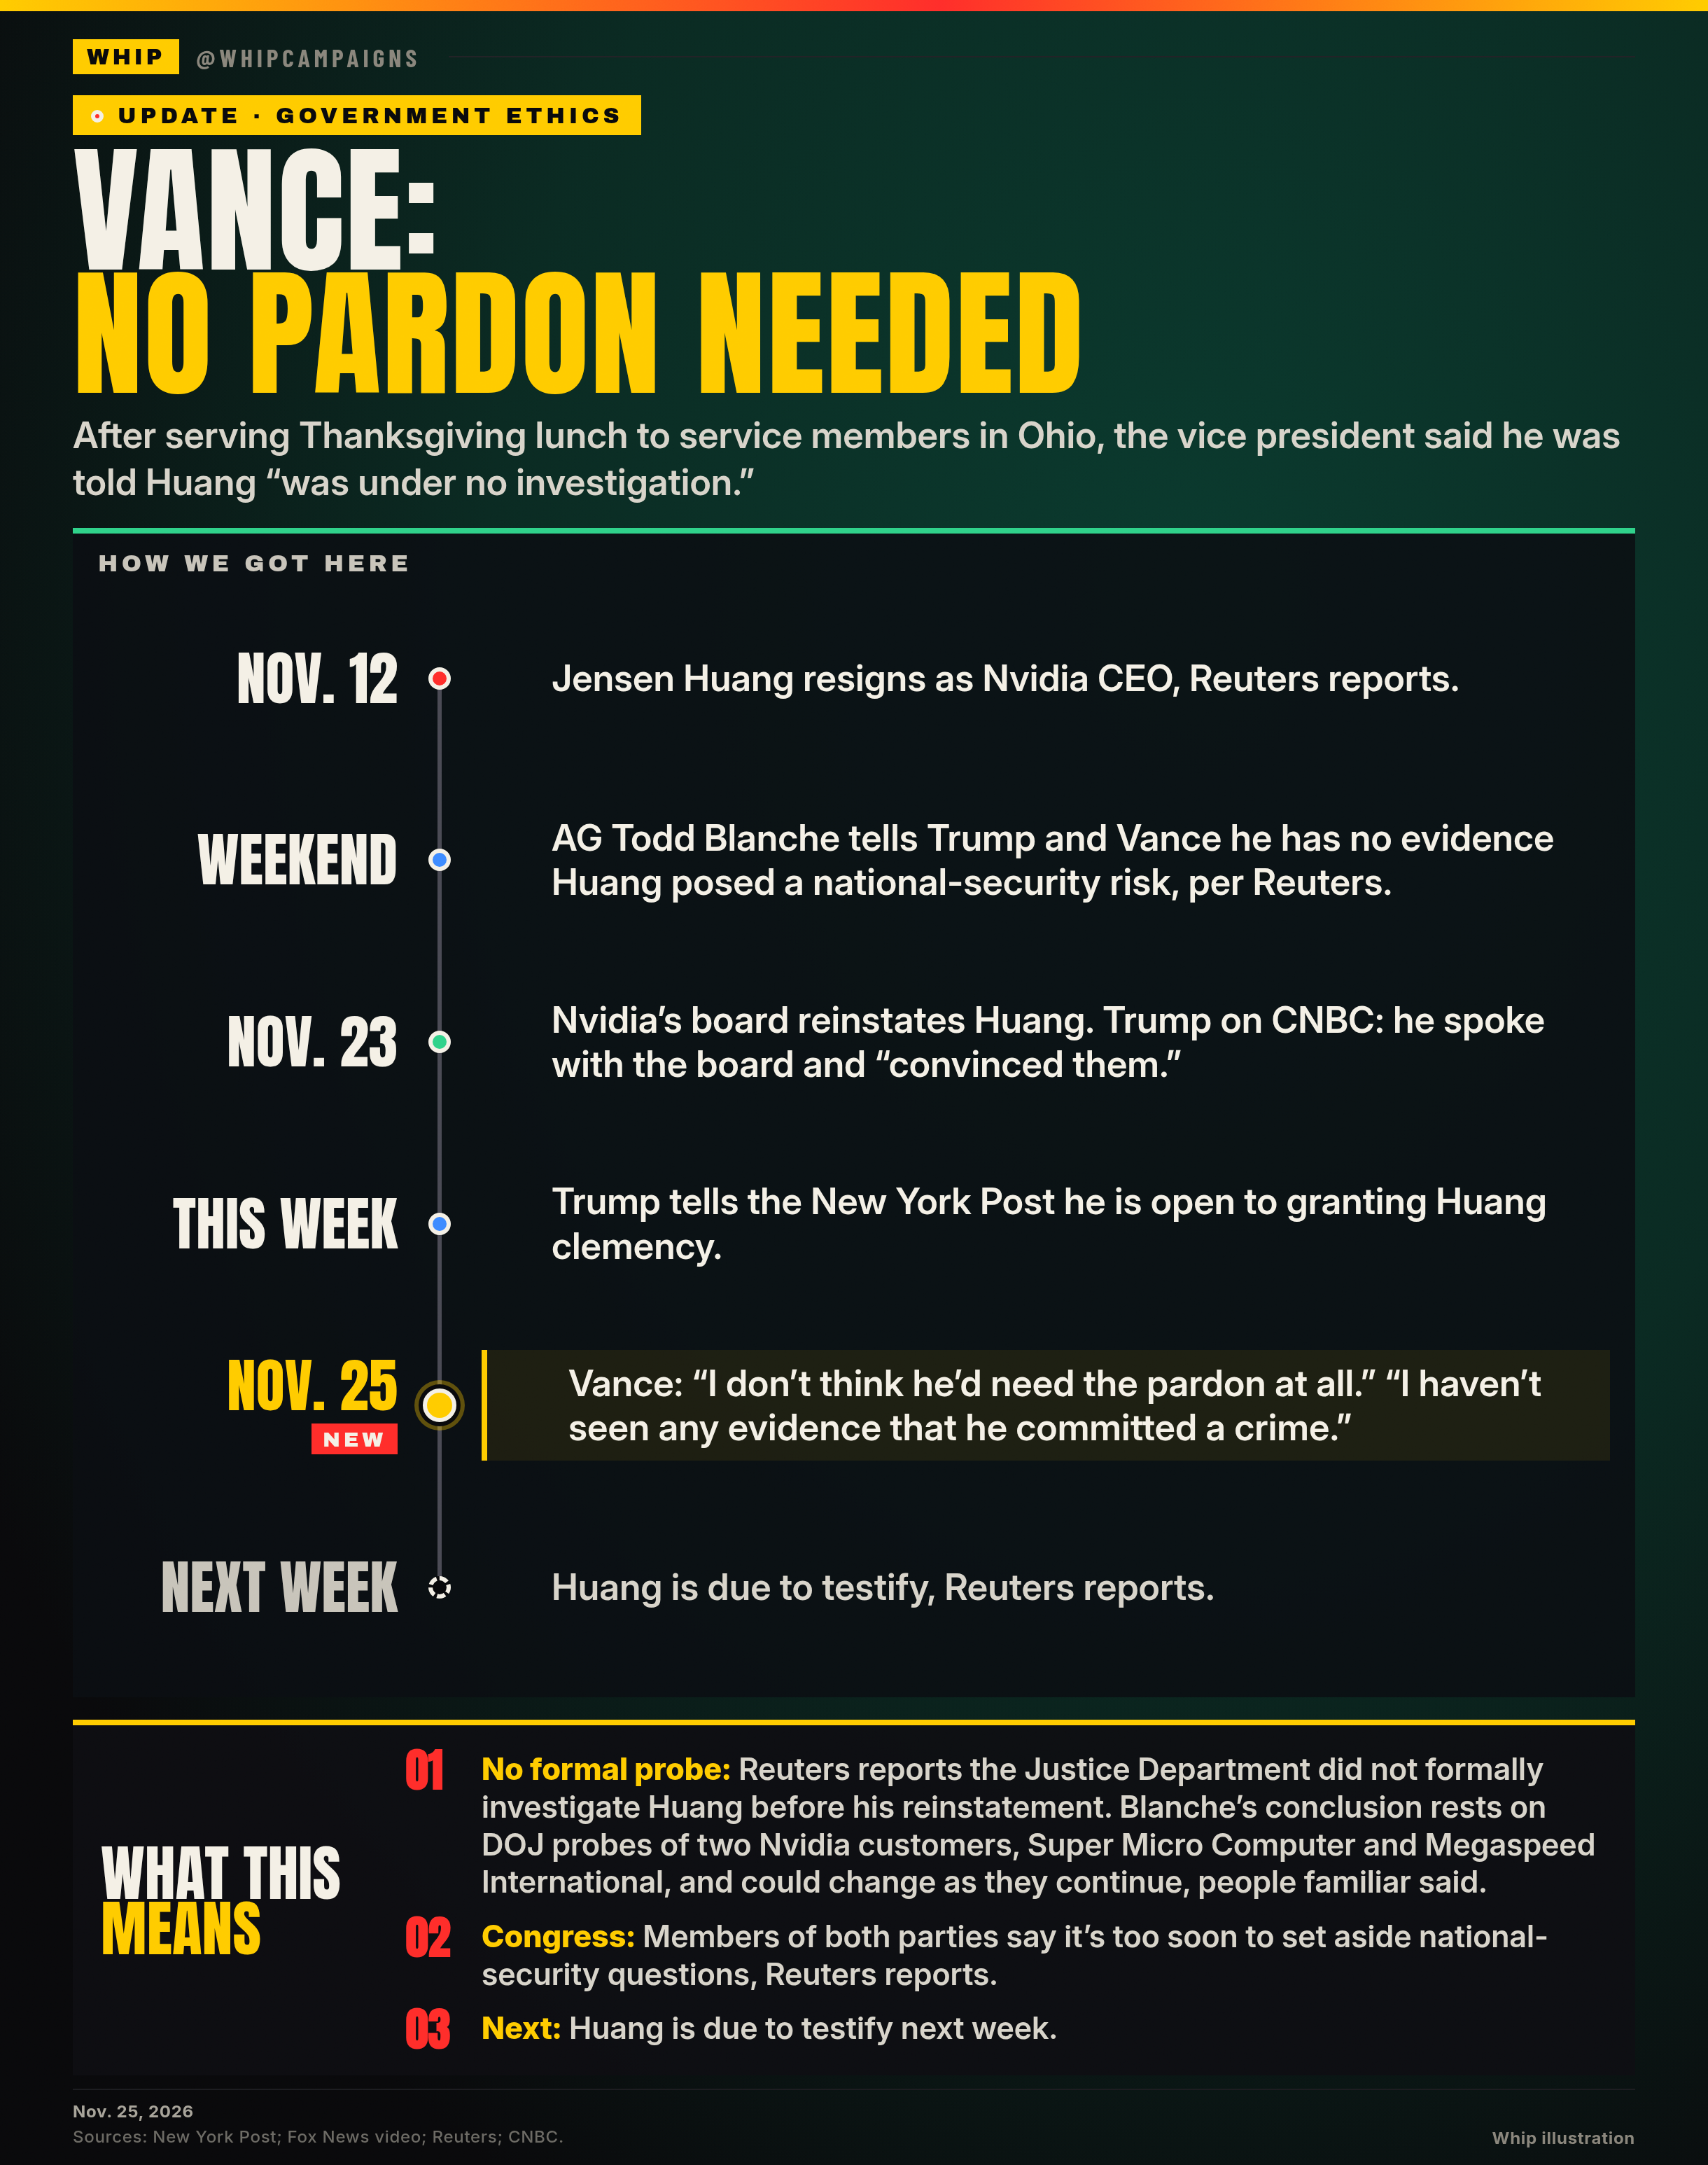 WHIP @WHIPCAMPAIGNS
UPDATE · GOVERNMENT ETHICS
VANCE:
NO PARDON NEEDED
After serving Thanksgiving lunch to service members in Ohio, the vice president said he was
told Huang “was under no investigation.”
HOW WE GOT HERE
NOV. 12
Jensen Huang resigns as Nvidia CEO, Reuters reports.
WEEKEND
AG Todd Blanche tells Trump and Vance he has no evidence
Huang posed a national-security risk, per Reuters.
NOV. 23
Nvidia’s board reinstates Huang. Trump on CNBC: he spoke
with the board and “convinced them.”
THIS WEEK
Trump tells the New York Post he is open to granting Huang
clemency.
NOV. 25
NEW
Vance: “I don’t think he’d need the pardon at all.” “I haven’t
seen any evidence that he committed a crime.”
NEXT WEEK
Huang is due to testify, Reuters reports.
WHAT THIS
MEANS
01
No formal probe: Reuters reports the Justice Department did not formally
investigate Huang before his reinstatement. Blanche’s conclusion rests on
DOJ probes of two Nvidia customers, Super Micro Computer and Megaspeed
International, and could change as they continue, people familiar said.
02
Congress: Members of both parties say it’s too soon to set aside national-
security questions, Reuters reports.
03
Next: Huang is due to testify next week.
Nov. 25, 2026
Sources: New York Post; Fox News video; Reuters; CNBC.
Whip illustration